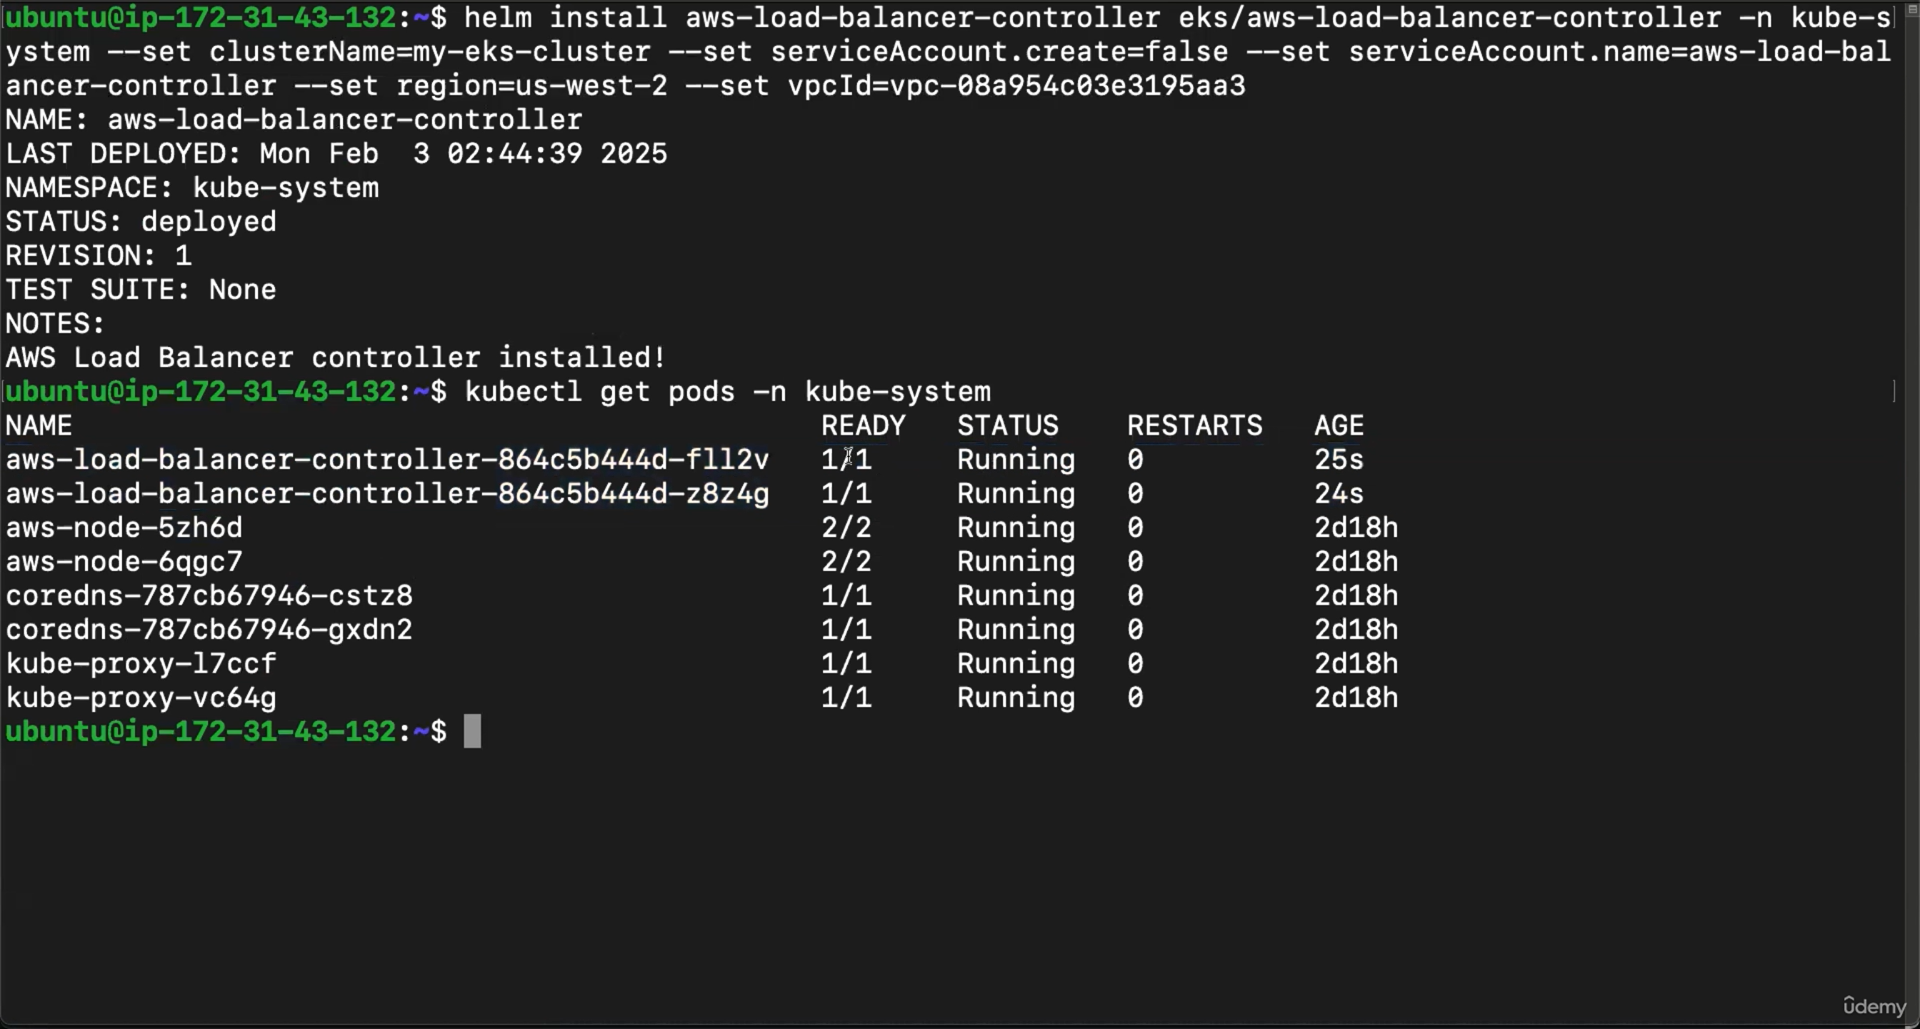 ubuntu@ip-172-31-43-132:~$ helm install aws-load-balancer-controller eks/aws-load-balancer-controller -n kube-s
ystem --set clusterName=my-eks-cluster --set serviceAccount.create=false --set serviceAccount.name=aws-load-bal
ancer-controller --set region=us-west-2 --set vpcId=vpc-08a954c03e3195aa3
NAME: aws-load-balancer-controller
LAST DEPLOYED: Mon Feb  3 02:44:39 2025
NAMESPACE: kube-system
STATUS: deployed
REVISION: 1
TEST SUITE: None
NOTES:
AWS Load Balancer controller installed!
ubuntu@ip-172-31-43-132:~$ kubectl get pods -n kube-system
NAME                                            READY   STATUS    RESTARTS   AGE
aws-load-balancer-controller-864c5b444d-fll2v   1/1     Running   0          25s
aws-load-balancer-controller-864c5b444d-z8z4g   1/1     Running   0          24s
aws-node-5zh6d                                  2/2     Running   0          2d18h
aws-node-6qgc7                                  2/2     Running   0          2d18h
coredns-787cb67946-cstz8                        1/1     Running   0          2d18h
coredns-787cb67946-gxdn2                        1/1     Running   0          2d18h
kube-proxy-l7ccf                                1/1     Running   0          2d18h
kube-proxy-vc64g                                1/1     Running   0          2d18h
ubuntu@ip-172-31-43-132:~$
ûdemy